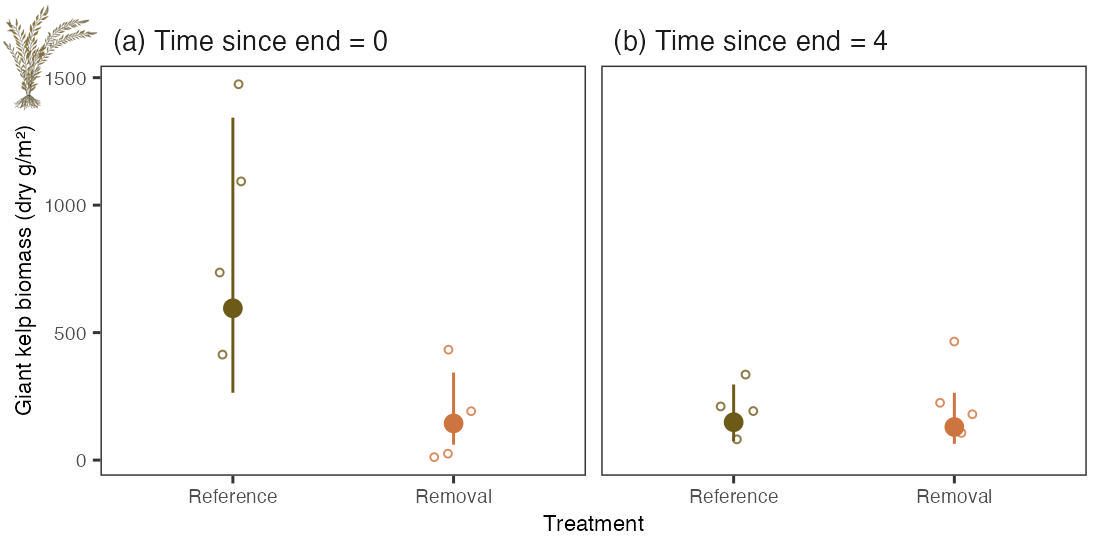 (a) Time since end = 0
(b) Time since end = 4
Giant kelp biomass (dry g/m²)
1500
1000
500
0
Reference
Removal
Reference
Removal
Treatment